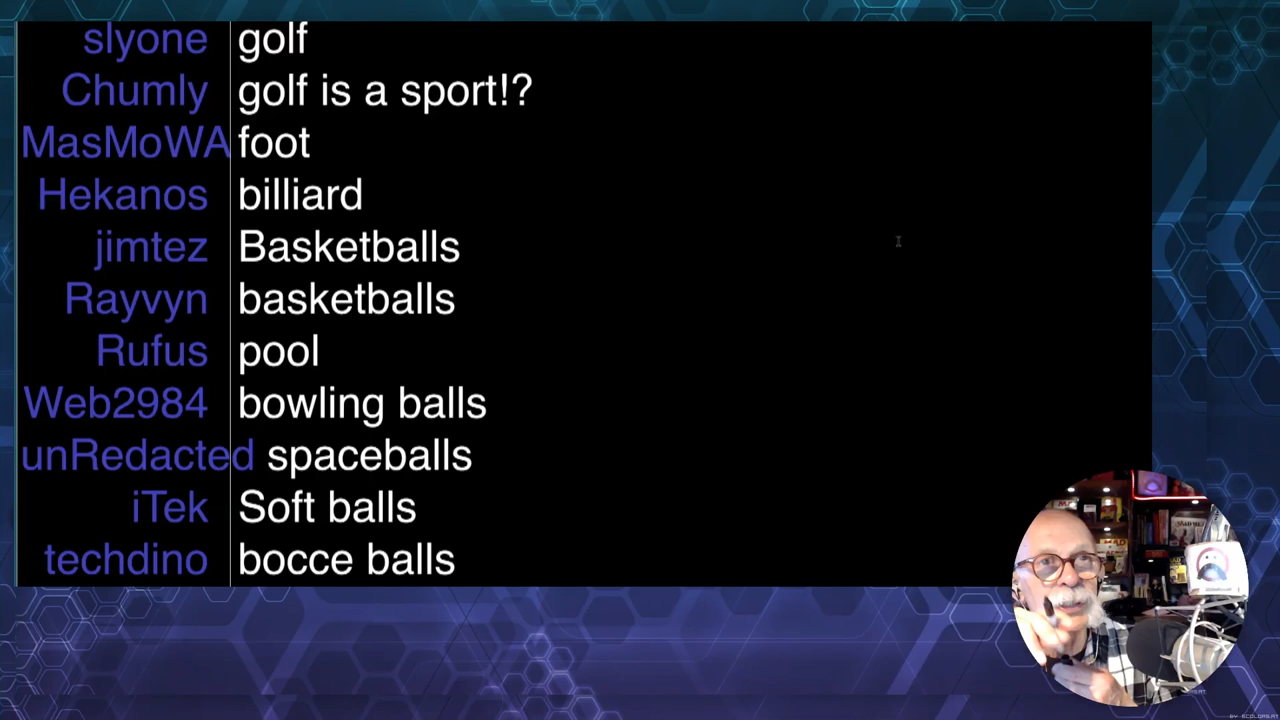 slyone golf
Chumly golf is a sport!?
MasMoWA foot
Hekanos billiard
jimtez Basketballs
Rayvyn basketballs
Rufus pool
Web2984 bowling balls
unRedacted spaceballs
iTek Soft balls
techdino bocce balls